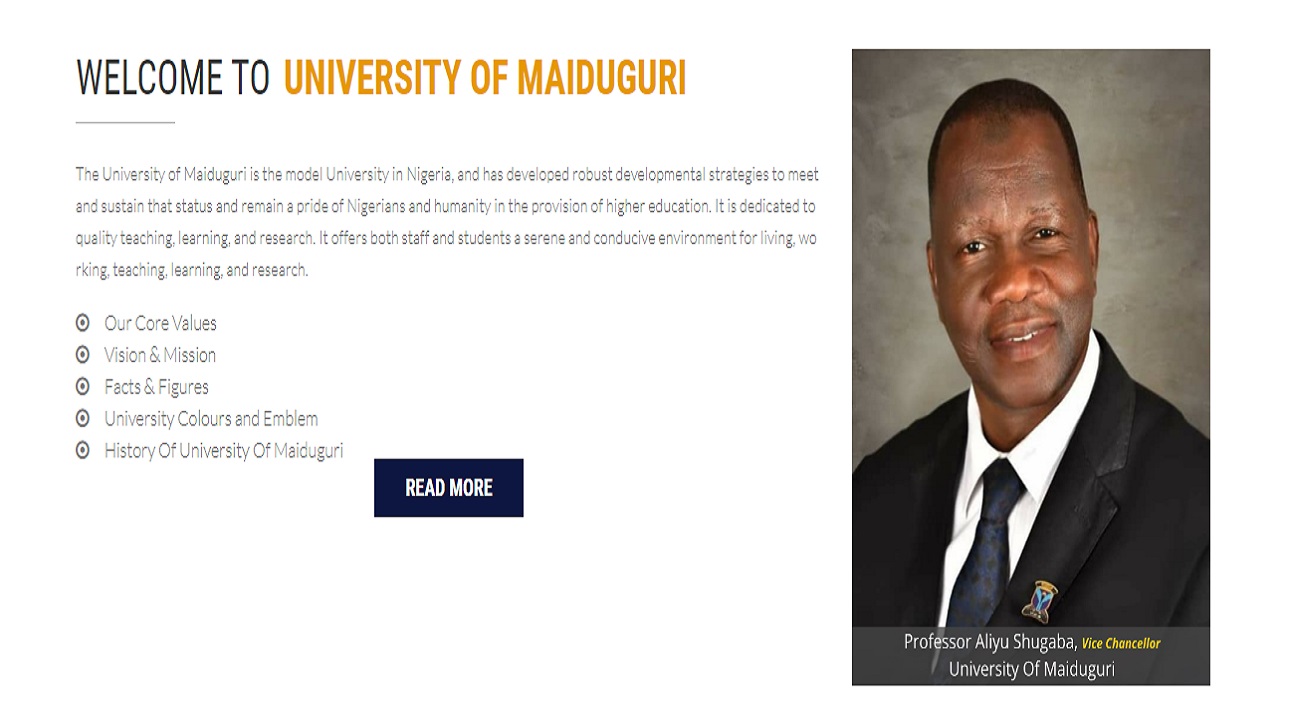 WELCOME TO UNIVERSITY OF MAIDUGURI
The University of Maiduguri is the model University in Nigeria, and has developed robust developmental strategies to meet
and sustain that status and remain a pride of Nigerians and humanity in the provision of higher education. It is dedicated to
quality teaching, learning, and research. It offers both staff and students a serene and conducive environment for living, wo
rking, teaching, learning, and research.
Our Core Values
Vision & Mission
Facts & Figures
University Colours and Emblem
History Of University Of Maiduguri
READ MORE
Professor Aliyu Shugaba, Vice Chancellor
University Of Maiduguri